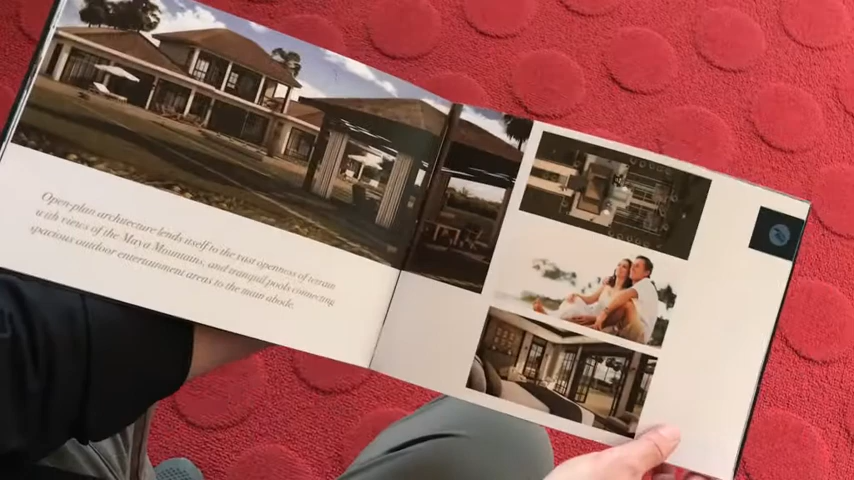 Open-plan architecture lends itself to the vast openness of terrain
with views of the Maya Mountains, and tranquil pools connecting
spacious outdoor entertainment areas to the main abode.